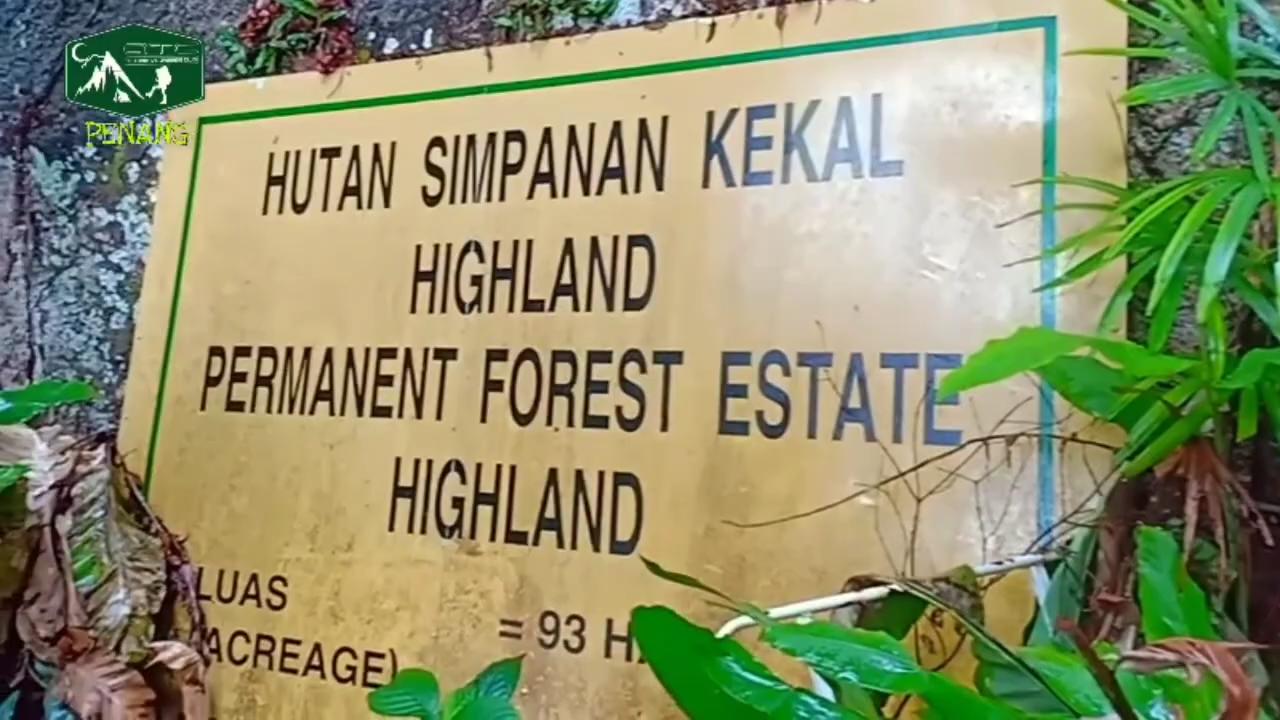 PENANG
HUTAN SIMPANAN KEKAL
HIGHLAND
PERMANENT FOREST ESTATE
HIGHLAND
LUAS
ACREAGE)
= 93